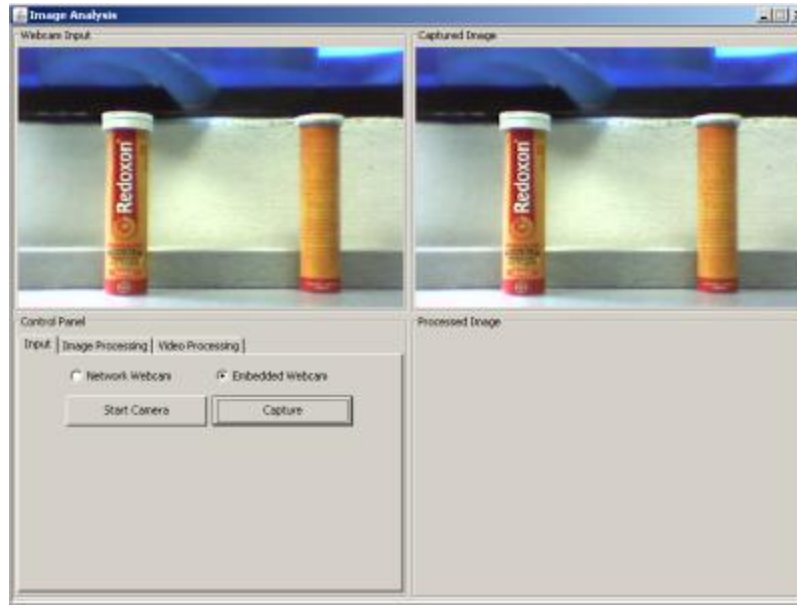 Image Analysis
Webcam Input
Captured Image
Redoxon
Redoxon
Control Panel
Processed Image
Input
Image Processing
Video Processing
Network Webcam
Embedded Webcam
Start Camera
Capture